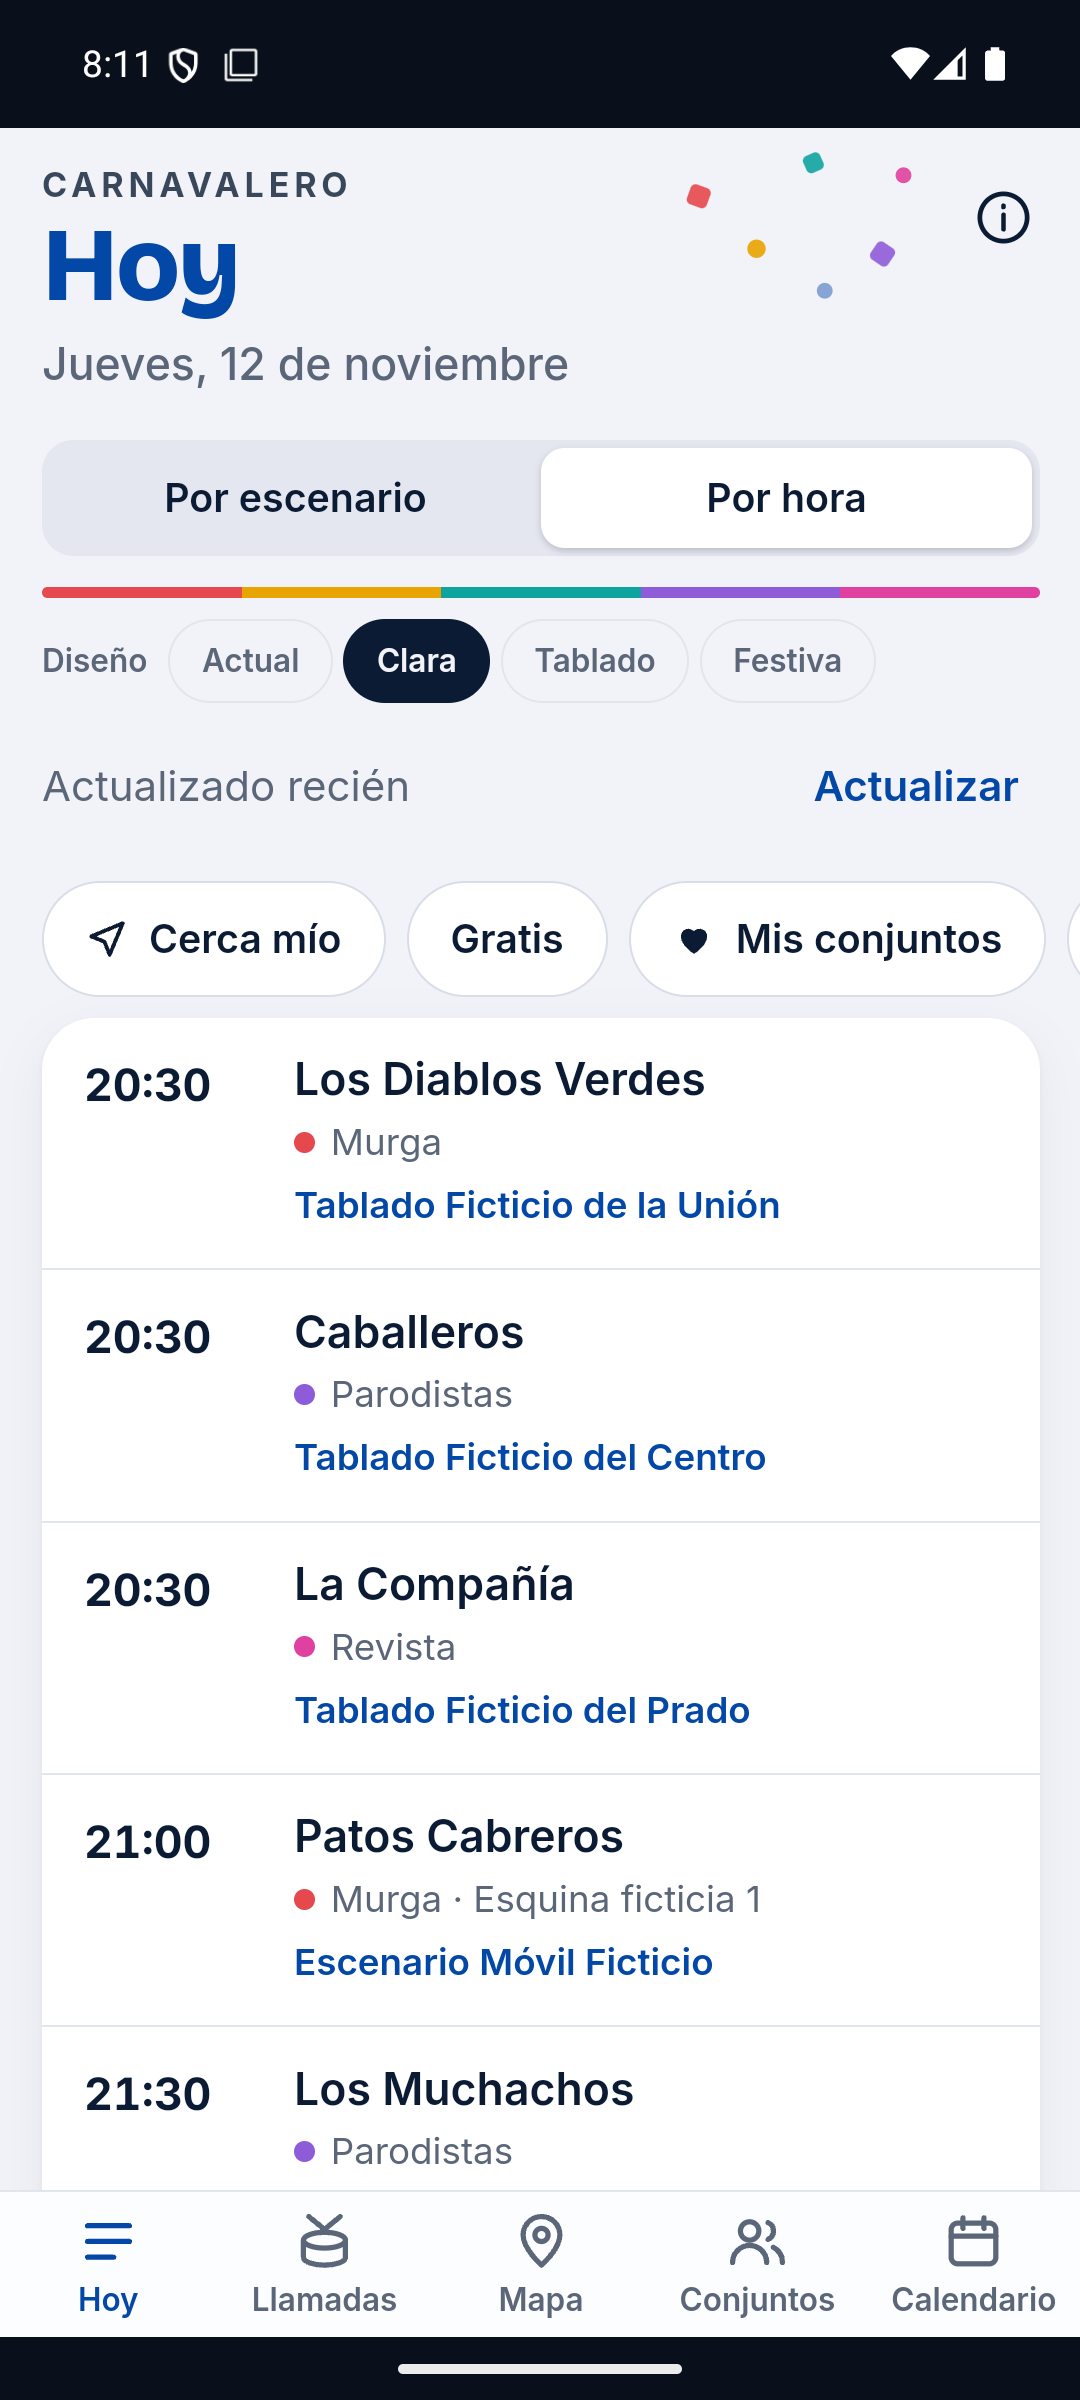 8:11
CARNAVALERO
Hoy
Jueves, 12 de noviembre
Por escenario
Por hora
Diseño
Actual
Clara
Tablado
Festiva
Actualizado recién
Actualizar
Cerca mío
Gratis
Mis conjuntos
20:30
Los Diablos Verdes
Murga
Tablado Ficticio de la Unión
20:30
Caballeros
Parodistas
Tablado Ficticio del Centro
20:30
La Compañía
Revista
Tablado Ficticio del Prado
21:00
Patos Cabreros
Murga · Esquina ficticia 1
Escenario Móvil Ficticio
21:30
Los Muchachos
Parodistas
Hoy
Llamadas
Mapa
Conjuntos
Calendario